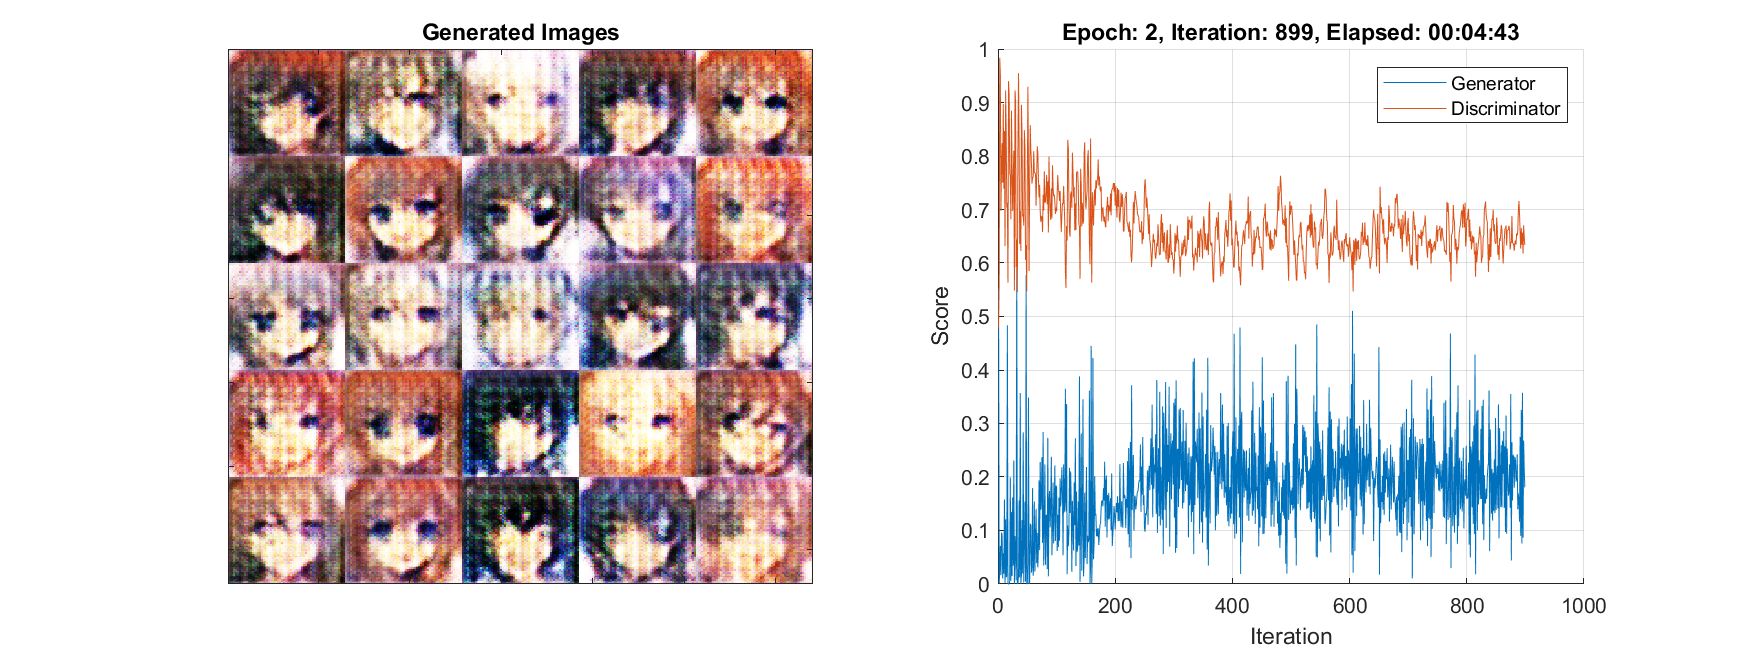 Generated Images
Epoch: 2, Iteration: 899, Elapsed: 00:04:43
Generator
Discriminator
Score
1
0.9
0.8
0.7
0.6
0.5
0.4
0.3
0.2
0.1
0
0
200
400
600
800
1000
Iteration